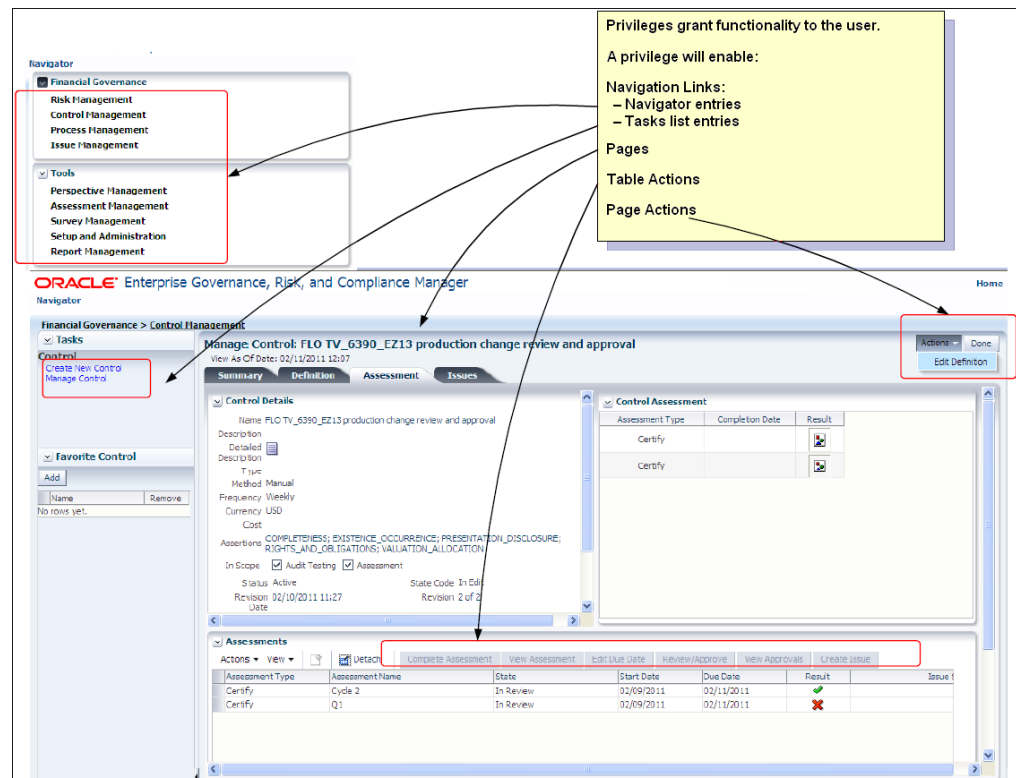 Privileges grant functionality to the user.
A privilege will enable:
Navigation Links:
– Navigator entries
– Tasks list entries
Pages
Table Actions
Page Actions
Navigator
Financial Governance
Risk Management
Control Management
Process Management
Issue Management
Tools
Perspective Management
Assessment Management
Survey Management
Setup and Administration
Report Management
ORACLE Enterprise Governance, Risk, and Compliance Manager
Home
Navigator
Financial Governance > Control Management
Tasks
Control
Create New Control
Manage Control
Favorite Control
Add
Name Remove
No rows yet.
Manage Control: FLO TV_6390_EZ13 production change review and approval
View As Of Date: 02/11/2011 12:07
Actions Done
Edit Definition
Summary Definition Assessment Issues
Control Details
Name FLO TV_6390_EZ13 production change review and approval
Description
Detailed Description
Type
Method Manual
Frequency Weekly
Currency USD
Cost
Assertions COMPLETENESS; EXISTENCE_OCCURRENCE; PRESENTATION_DISCLOSURE;
RIGHTS_AND_OBLIGATIONS; VALUATION_ALLOCATION
In Scope Audit Testing Assessment
Status Active State Code In Edit
Revision Date 02/10/2011 11:27 Revision 2 of 2
Control Assessment
Assessment Type Completion Date Result
Certify
Certify
Assessments
Actions View Detach Complete Assessment View Assessment Edit Due Date Review/Approve View Approvals Create Issue
Assessment Type Assessment Name State Start Date Due Date Result Issue
Certify Cycle 2 In Review 02/09/2011 02/11/2011
Certify Q1 In Review 02/09/2011 02/11/2011